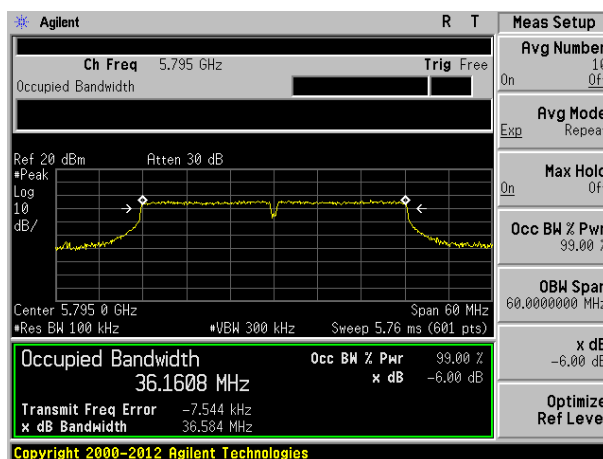 Agilent R T Meas Setup
Ch Freq 5.795 GHz Trig Free
Occupied Bandwidth
Avg Number
10
On Off
Avg Mode
Exp Repeat
Max Hold
On Off
Occ BW % Pwr
99.00 %
OBW Span
60.0000000 MHz
x dB
-6.00 dB
Optimize
Ref Level
Ref 20 dBm Atten 30 dB
#Peak
Log
10
dB/
Center 5.795 0 GHz Span 60 MHz
#Res BW 100 kHz #VBW 300 kHz Sweep 5.76 ms (601 pts)
Occupied Bandwidth Occ BW % Pwr 99.00 %
36.1608 MHz x dB -6.00 dB
Transmit Freq Error -7.544 kHz
x dB Bandwidth 36.584 MHz
Copyright 2000-2012 Agilent Technologies